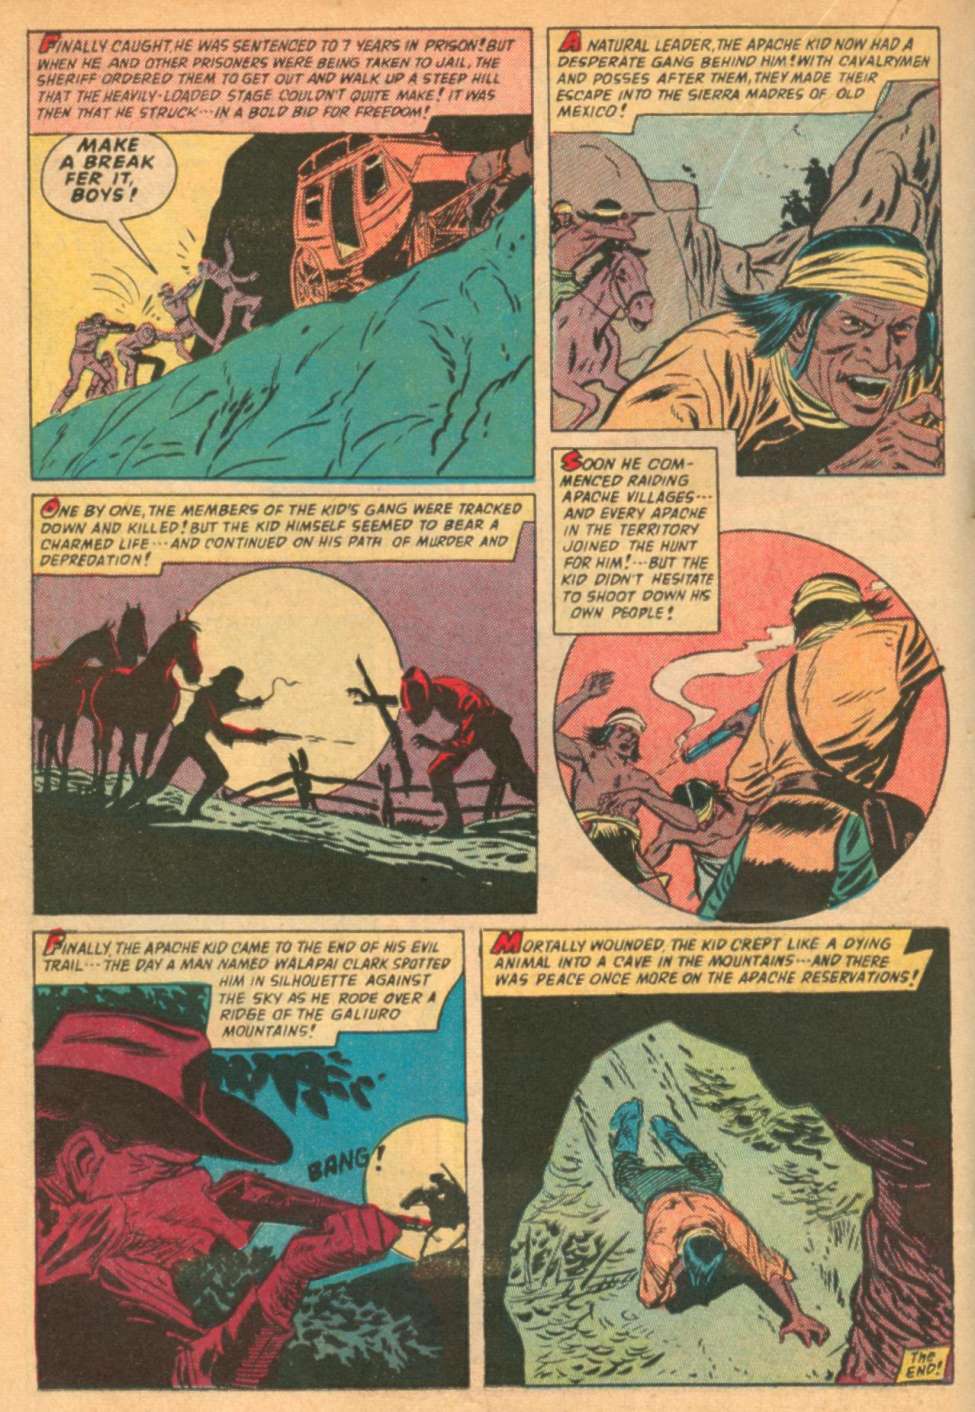 FINALLY CAUGHT, HE WAS SENTENCED TO 7 YEARS IN PRISON! BUT
WHEN HE AND OTHER PRISONERS WERE BEING TAKEN TO JAIL, THE
SHERIFF ORDERED THEM TO GET OUT AND WALK UP A STEEP HILL
THAT THE HEAVILY-LOADED STAGE COULDN'T QUITE MAKE! IT WAS
THEN THAT HE STRUCK---IN A BOLD BID FOR FREEDOM!
MAKE
A BREAK
FER IT,
BOYS!
A NATURAL LEADER, THE APACHE KID NOW HAD A
DESPERATE GANG BEHIND HIM! WITH CAVALRYMEN
AND POSSES AFTER THEM, THEY MADE THEIR
ESCAPE INTO THE SIERRA MADRES OF OLD
MEXICO!
ONE BY ONE, THE MEMBERS OF THE KID'S GANG WERE TRACKED
DOWN AND KILLED! BUT THE KID HIMSELF SEEMED TO BEAR A
CHARMED LIFE---AND CONTINUED ON HIS PATH OF MURDER AND
DEPREDATION!
SOON HE COM-
MENCED RAIDING
APACHE VILLAGES---
AND EVERY APACHE
IN THE TERRITORY
JOINED THE HUNT
FOR HIM!---BUT THE
KID DIDN'T HESITATE
TO SHOOT DOWN HIS
OWN PEOPLE!
FINALLY, THE APACHE KID CAME TO THE END OF HIS EVIL
TRAIL---THE DAY A MAN NAMED WALAPAI CLARK SPOTTED
HIM IN SILHOUETTE AGAINST
THE SKY AS HE RODE OVER A
RIDGE OF THE GALIURO
MOUNTAINS!
BANG!
MORTALLY WOUNDED, THE KID CREPT LIKE A DYING
ANIMAL INTO A CAVE IN THE MOUNTAINS---AND THERE
WAS PEACE ONCE MORE ON THE APACHE RESERVATIONS!
THE
END!